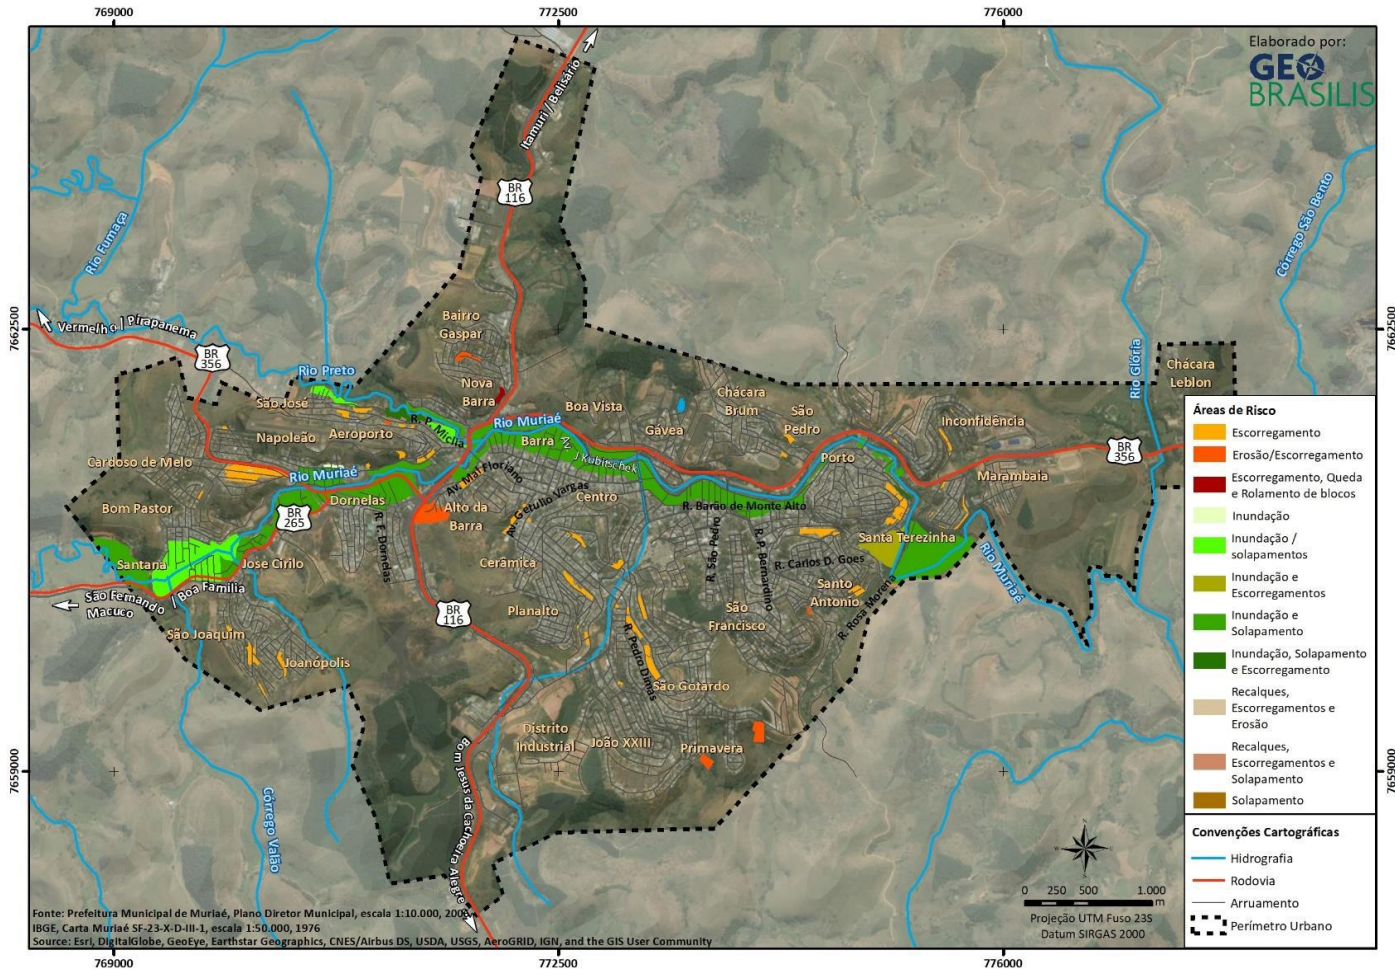 769000
772500
776000
Elaborado por:
GEO
BRASILIS
Itamuri / Belisário
BR
116
Rio Fumaça
Córrego São Bento
7662500
7662500
Vermelho / Pirapanema
BR
356
Bairro
Gaspar
Rio Glória
Chácara
Leblon
Rio Preto
São José
Nova
Barra
Chácara
Brum
Boa Vista
São
Pedro
Rio Muriaé
R. P. Micila
Napoleão
Aeroporto
Barra
Gávea
Inconfidência
Av. J Kubitschek
Porto
BR
356
Cardoso de Melo
Rio Muriaé
Av. Mal Floriano
Marambaia
Bom Pastor
Dornelas
Alto da
Barra
Av. Getulio Vargas
Centro
R. Barão de Monte Alto
BR
265
R. F. Dornelas
R. São Pedro
R. P. Bernardino
Santa Terezinha
Santana
Jose Cirilo
Cerâmica
R. Carlos D. Goes
Rio Muriaé
São Fernando / Boa Familia
Macuco
Planalto
Santo
Antonio
R. Rosa Morena
BR
116
São
Francisco
São Joaquim
R. Pedro Dimas
Joanópolis
São Gotardo
Distrito
Industrial
João XXIII
Primavera
Bom Jesus da Cachoeira Alegre
Córrego Valão
7659000
7659000
Áreas de Risco
Escorregamento
Erosão/Escorregamento
Escorregamento, Queda
e Rolamento de blocos
Inundação
Inundação /
solapamentos
Inundação e
Escorregamentos
Inundação e
Solapamento
Inundação, Solapamento
e Escorregamento
Recalques,
Escorregamentos e
Erosão
Recalques,
Escorregamentos e
Solapamento
Solapamento
Convenções Cartográficas
Hidrografia
Rodovia
Arruamento
Perímetro Urbano
0 250 500 1.000
m
Projeção UTM Fuso 23S
Datum SIRGAS 2000
Fonte: Prefeitura Municipal de Muriaé, Plano Diretor Municipal, escala 1:10.000,
IBGE, Carta Muriaé SF-23-X-D-III-1, escala 1:50.000, 1976
Source: Esri, DigitalGlobe, GeoEye, Earthstar Geographics, CNES/Airbus DS, USDA, USGS, AeroGRID, IGN, and the GIS User Community
769000
772500
776000